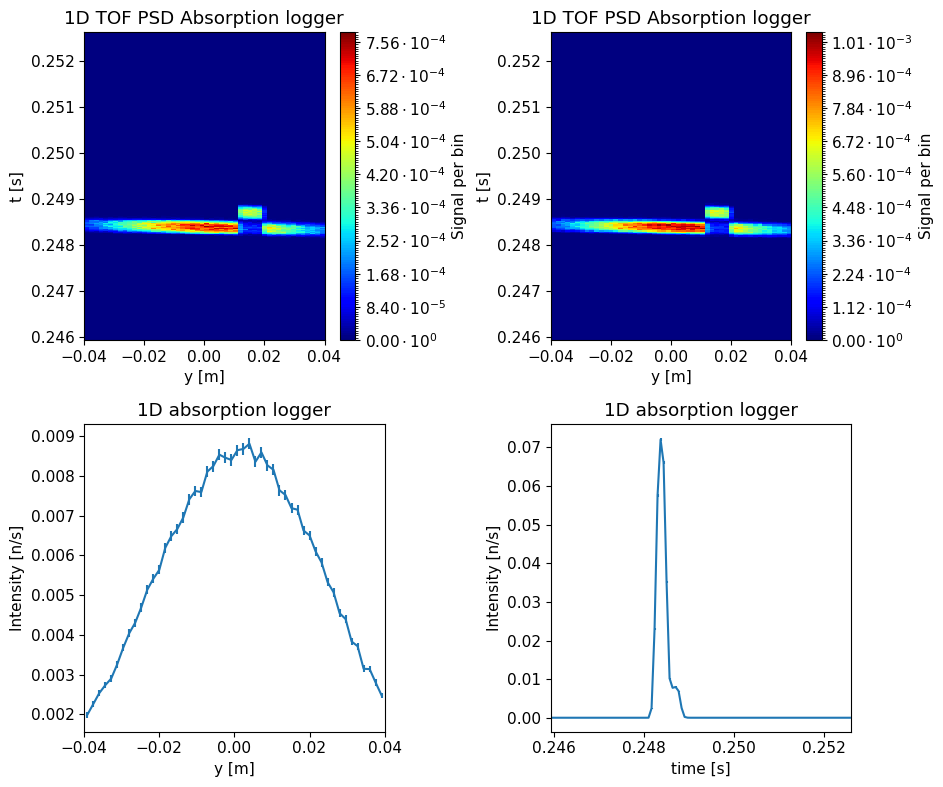 1D TOF PSD Absorption logger
t [s]
0.252
0.251
0.250
0.249
0.248
0.247
0.246
−0.04 −0.02 0.00 0.02 0.04
y [m]
7.56 · 10⁻⁴
6.72 · 10⁻⁴
5.88 · 10⁻⁴
5.04 · 10⁻⁴
4.20 · 10⁻⁴
3.36 · 10⁻⁴
2.52 · 10⁻⁴
1.68 · 10⁻⁴
8.40 · 10⁻⁵
0.00 · 10⁰
Signal per bin
1D TOF PSD Absorption logger
t [s]
0.252
0.251
0.250
0.249
0.248
0.247
0.246
−0.04 −0.02 0.00 0.02 0.04
y [m]
1.01 · 10⁻³
8.96 · 10⁻⁴
7.84 · 10⁻⁴
6.72 · 10⁻⁴
5.60 · 10⁻⁴
4.48 · 10⁻⁴
3.36 · 10⁻⁴
2.24 · 10⁻⁴
1.12 · 10⁻⁴
0.00 · 10⁰
Signal per bin
1D absorption logger
Intensity [n/s]
0.009
0.008
0.007
0.006
0.005
0.004
0.003
0.002
−0.04 −0.02 0.00 0.02 0.04
y [m]
1D absorption logger
Intensity [n/s]
0.07
0.06
0.05
0.04
0.03
0.02
0.01
0.00
0.246 0.248 0.250 0.252
time [s]